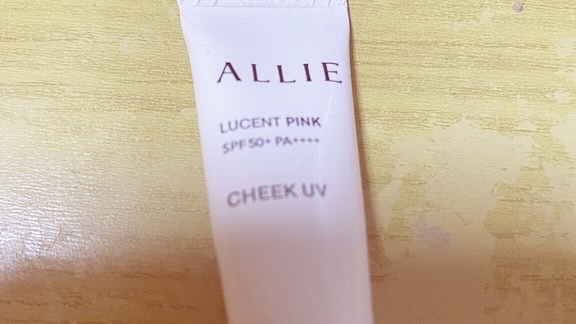 ALLIE
LUCENT PINK
SPF50+ PA++++
CHEEK UV